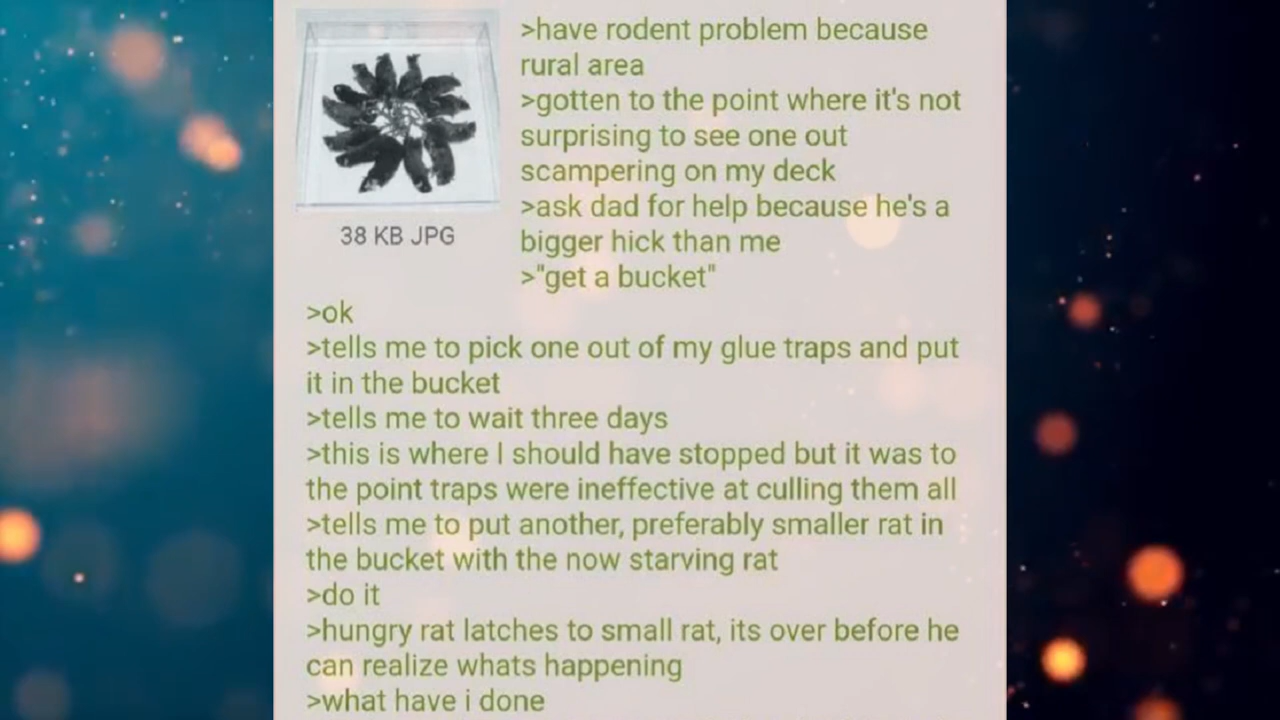 >have rodent problem because
rural area
>gotten to the point where it's not
surprising to see one out
scampering on my deck
>ask dad for help because he's a
38 KB JPG
bigger hick than me
>"get a bucket"
>ok
>tells me to pick one out of my glue traps and put
it in the bucket
>tells me to wait three days
>this is where I should have stopped but it was to
the point traps were ineffective at culling them all
>tells me to put another, preferably smaller rat in
the bucket with the now starving rat
>do it
>hungry rat latches to small rat, its over before he
can realize whats happening
>what have i done